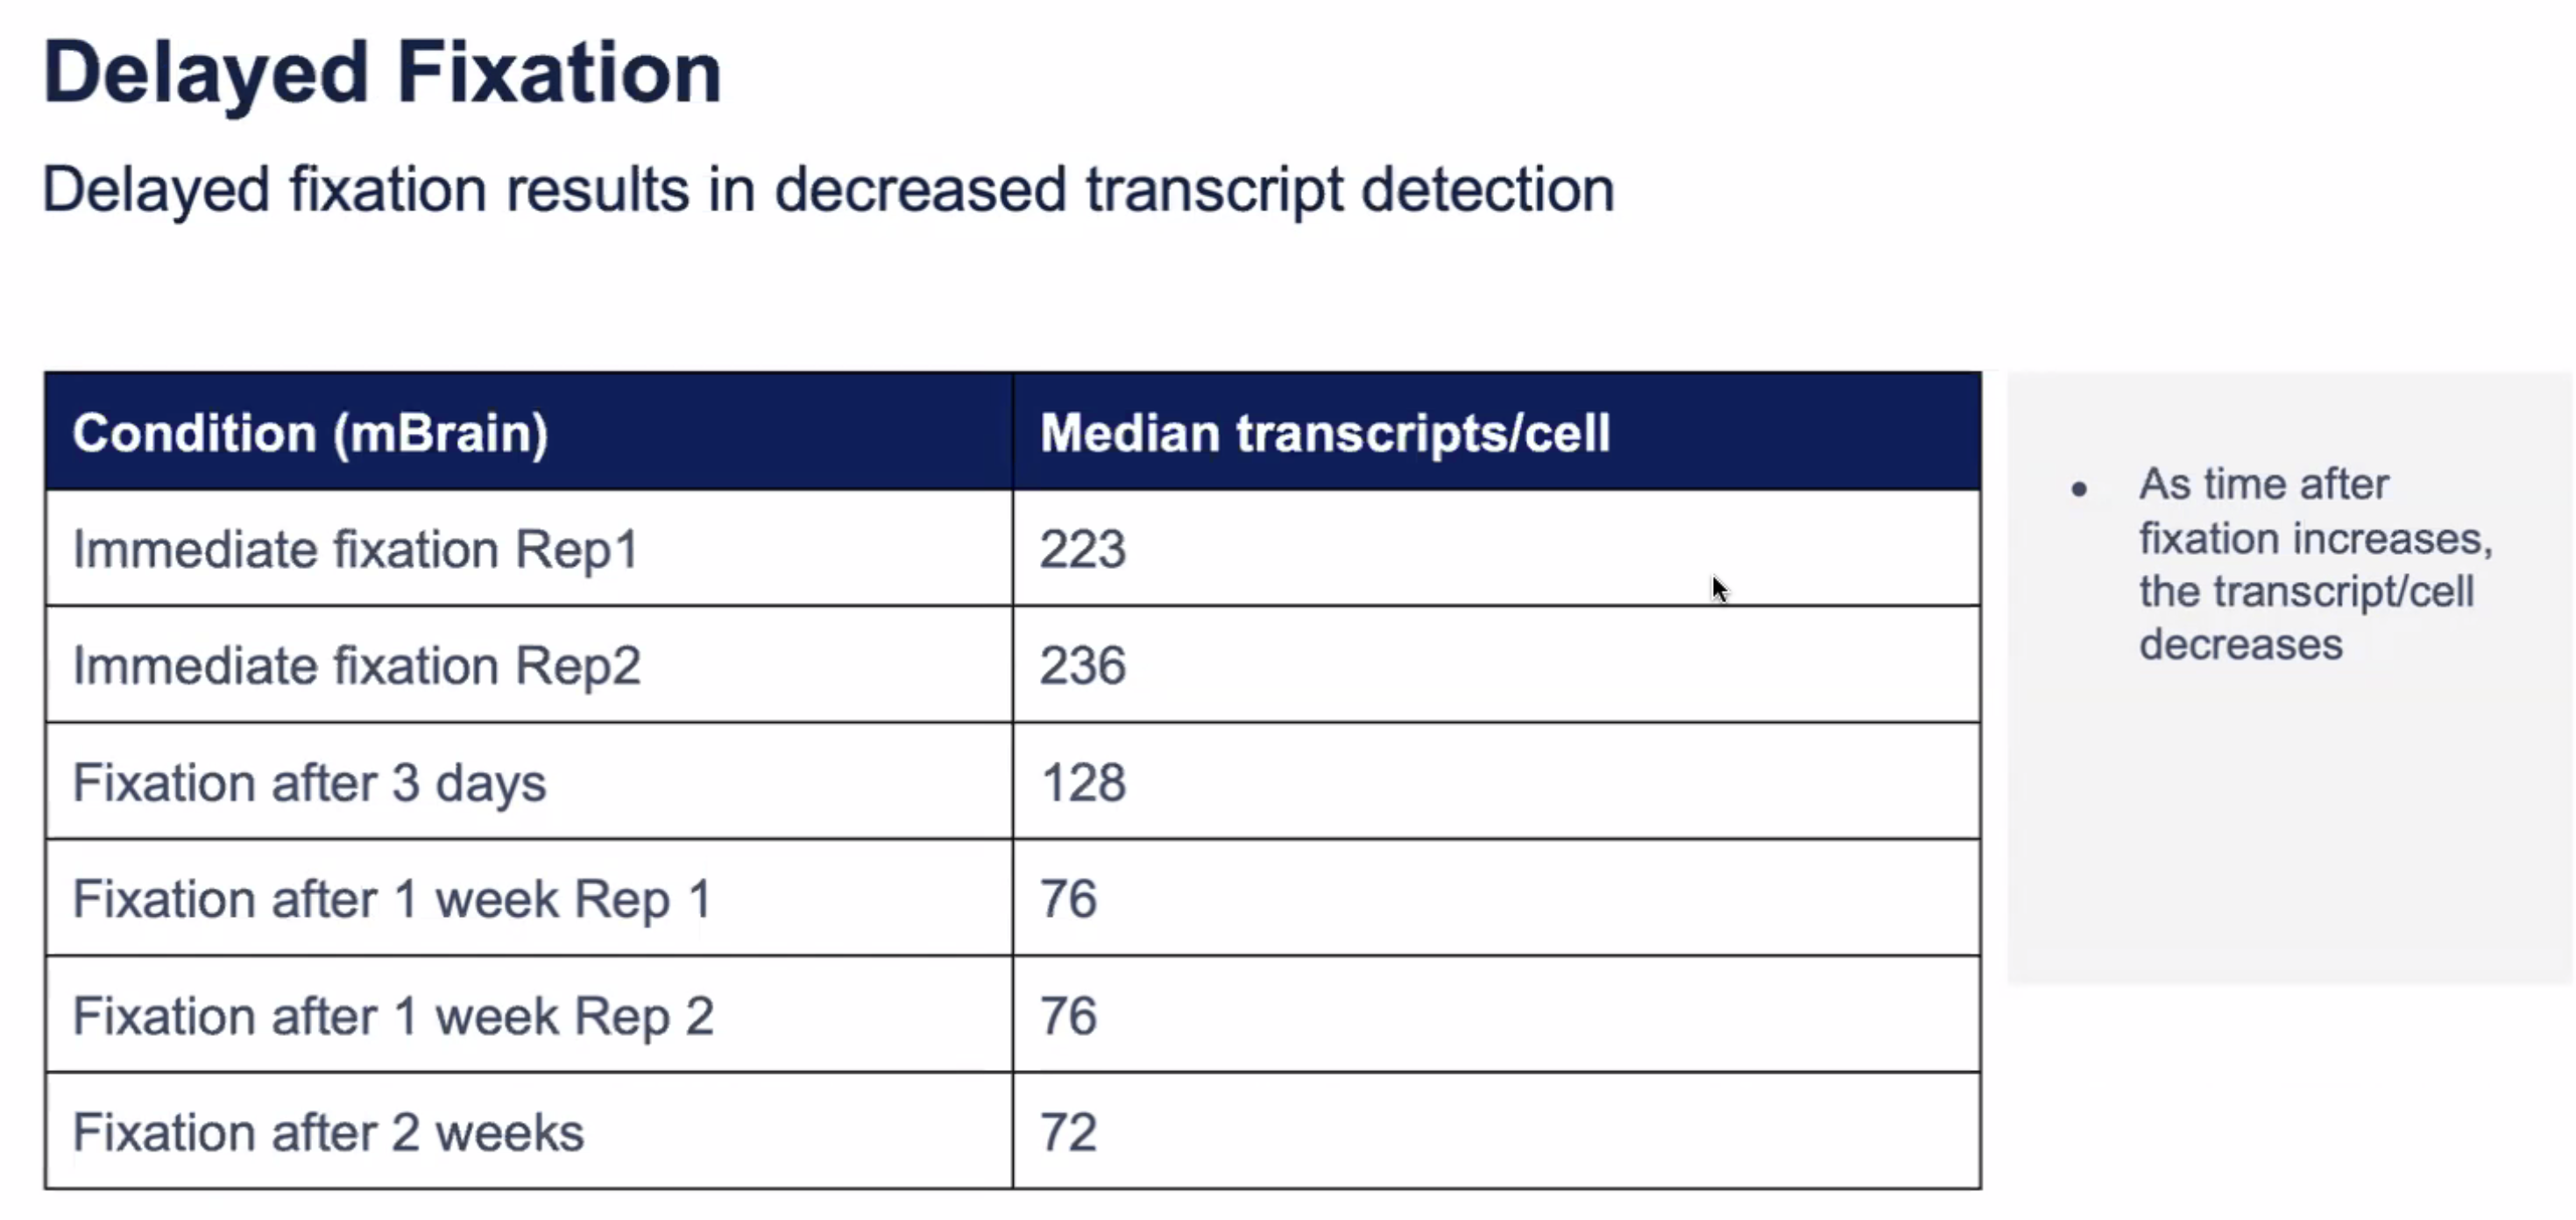 Delayed Fixation
Delayed fixation results in decreased transcript detection
Condition (mBrain) Median transcripts/cell
Immediate fixation Rep1 223
Immediate fixation Rep2 236
Fixation after 3 days 128
Fixation after 1 week Rep 1 76
Fixation after 1 week Rep 2 76
Fixation after 2 weeks 72
• As time after
fixation increases,
the transcript/cell
decreases